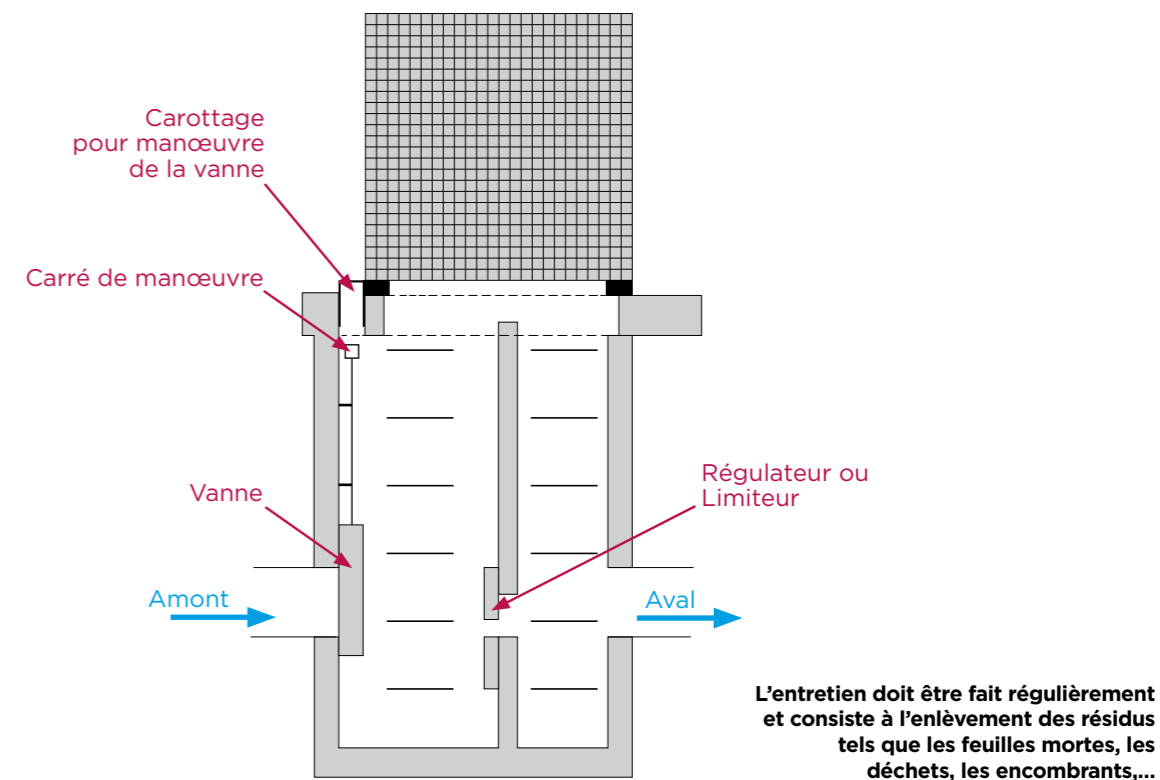 Carottage
pour manœuvre
de la vanne
Carré de manœuvre
Vanne
Régulateur ou
Limiteur
Amont
Aval
L’entretien doit être fait régulièrement
et consiste à l’enlèvement des résidus
tels que les feuilles mortes, les
déchets, les encombrants,...